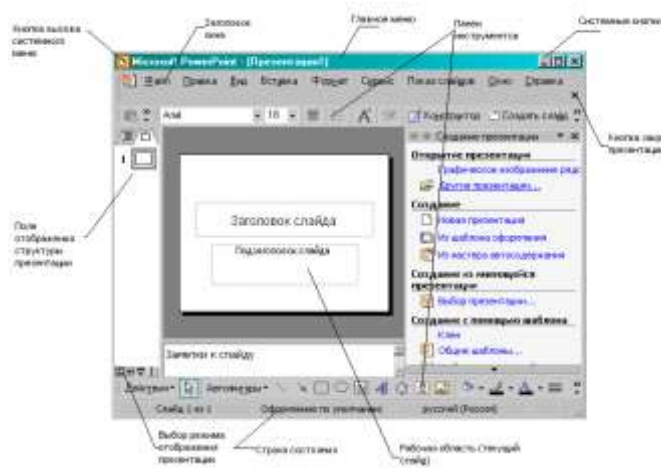 Кнопка вызова
системного
меню
Заголовок
окна
Главное меню
Панели
инструментов
Системные кнопки
Microsoft PowerPoint - [Презентация1]
Файл Правка Вид Вставка Формат Сервис Показ слайдов Окно Справка
Arial 18 Конструктор Создать слайд
Создание презентации
Кнопка
презентации
1
Открытие презентации
Графическое изображение
Другие презентации...
Создание
Новая презентация
Из шаблона оформления
Из мастера автосодержания
Создание из имеющейся
презентации
Выбор презентации...
Создание с помощью шаблона
Общие шаблоны...
Заголовок слайда
Подзаголовок слайда
Поле
отображения
структуры
презентации
Заметки к слайду
Действия Автофигуры
Слайд 1 из 1 Оформление по умолчанию русский (Россия)
Выбор режима
отображения
презентации
Строка состояния
Рабочая область (текущий
слайд)